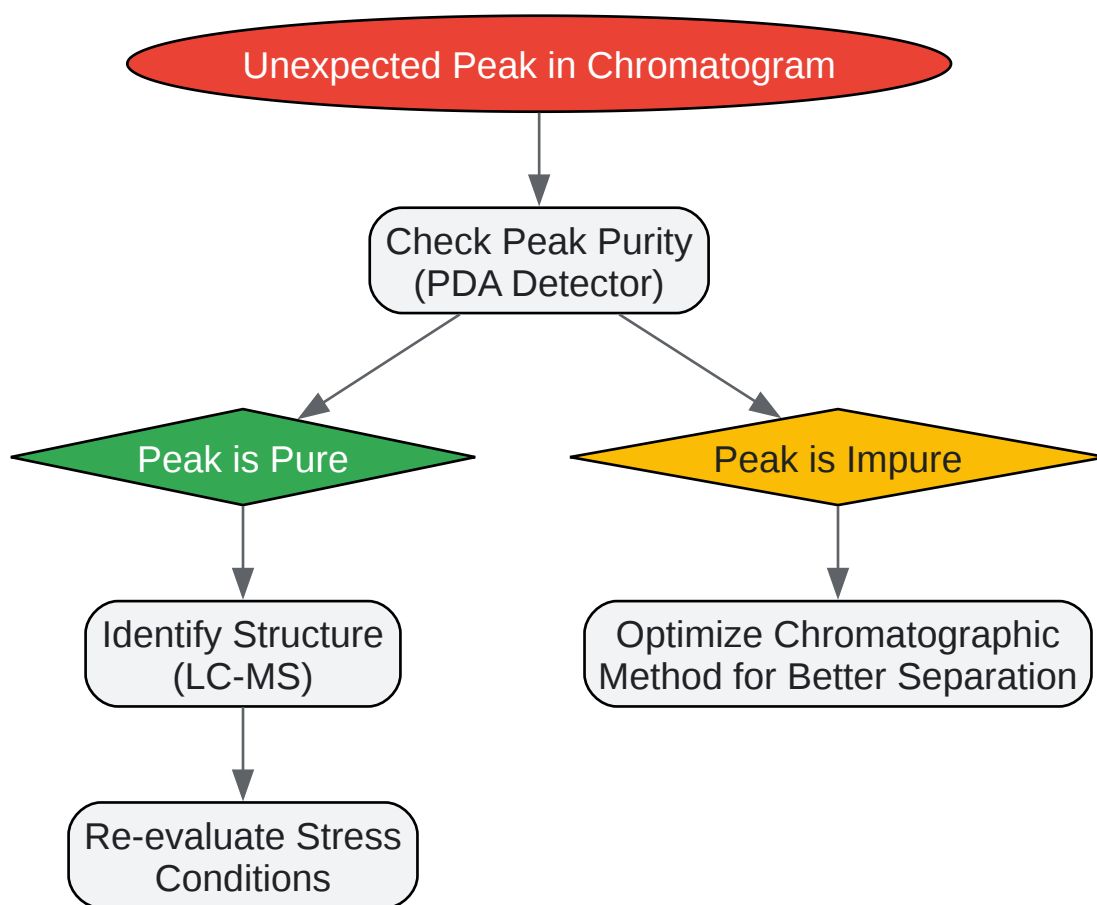 Unexpected Peak in Chromatogram
Check Peak Purity
(PDA Detector)
Peak is Pure
Peak is Impure
Identify Structure
(LC-MS)
Optimize Chromatographic
Method for Better Separation
Re-evaluate Stress
Conditions